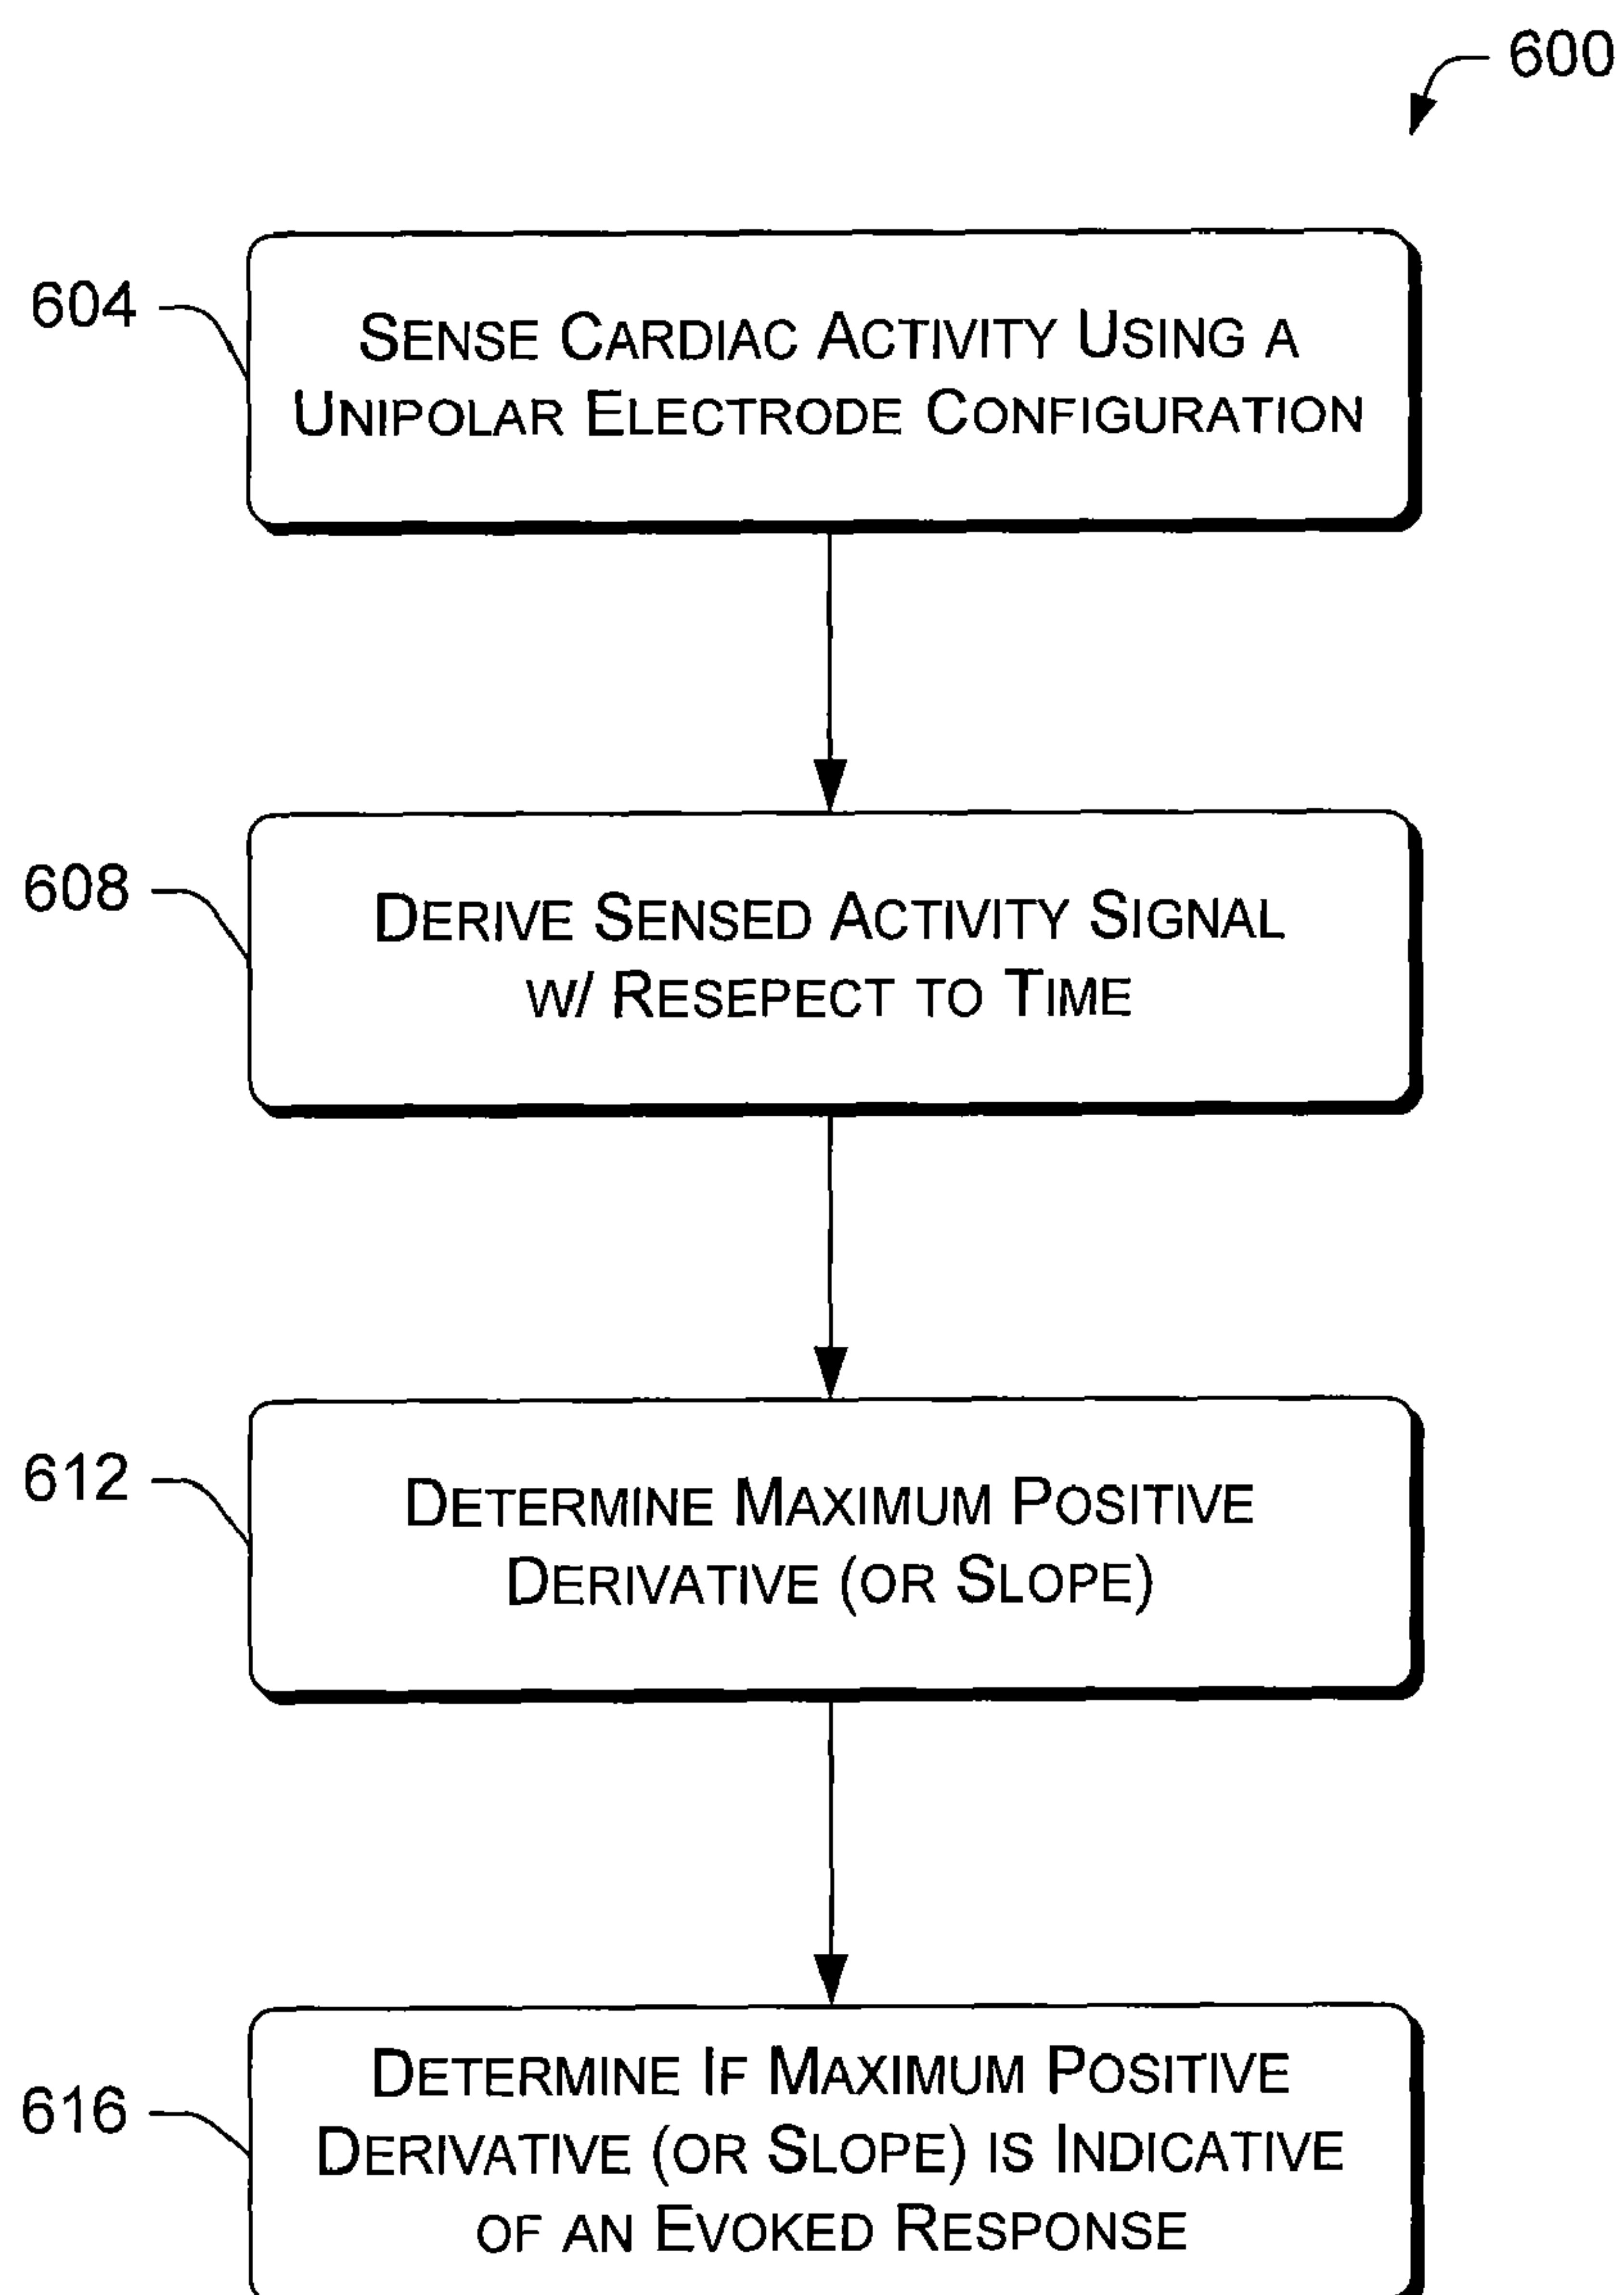 600
604
SENSE CARDIAC ACTIVITY USING A
UNIPOLAR ELECTRODE CONFIGURATION
608
DERIVE SENSED ACTIVITY SIGNAL
W/ RESEPECT TO TIME
612
DETERMINE MAXIMUM POSITIVE
DERIVATIVE (OR SLOPE)
616
DETERMINE IF MAXIMUM POSITIVE
DERIVATIVE (OR SLOPE) IS INDICATIVE
OF AN EVOKED RESPONSE